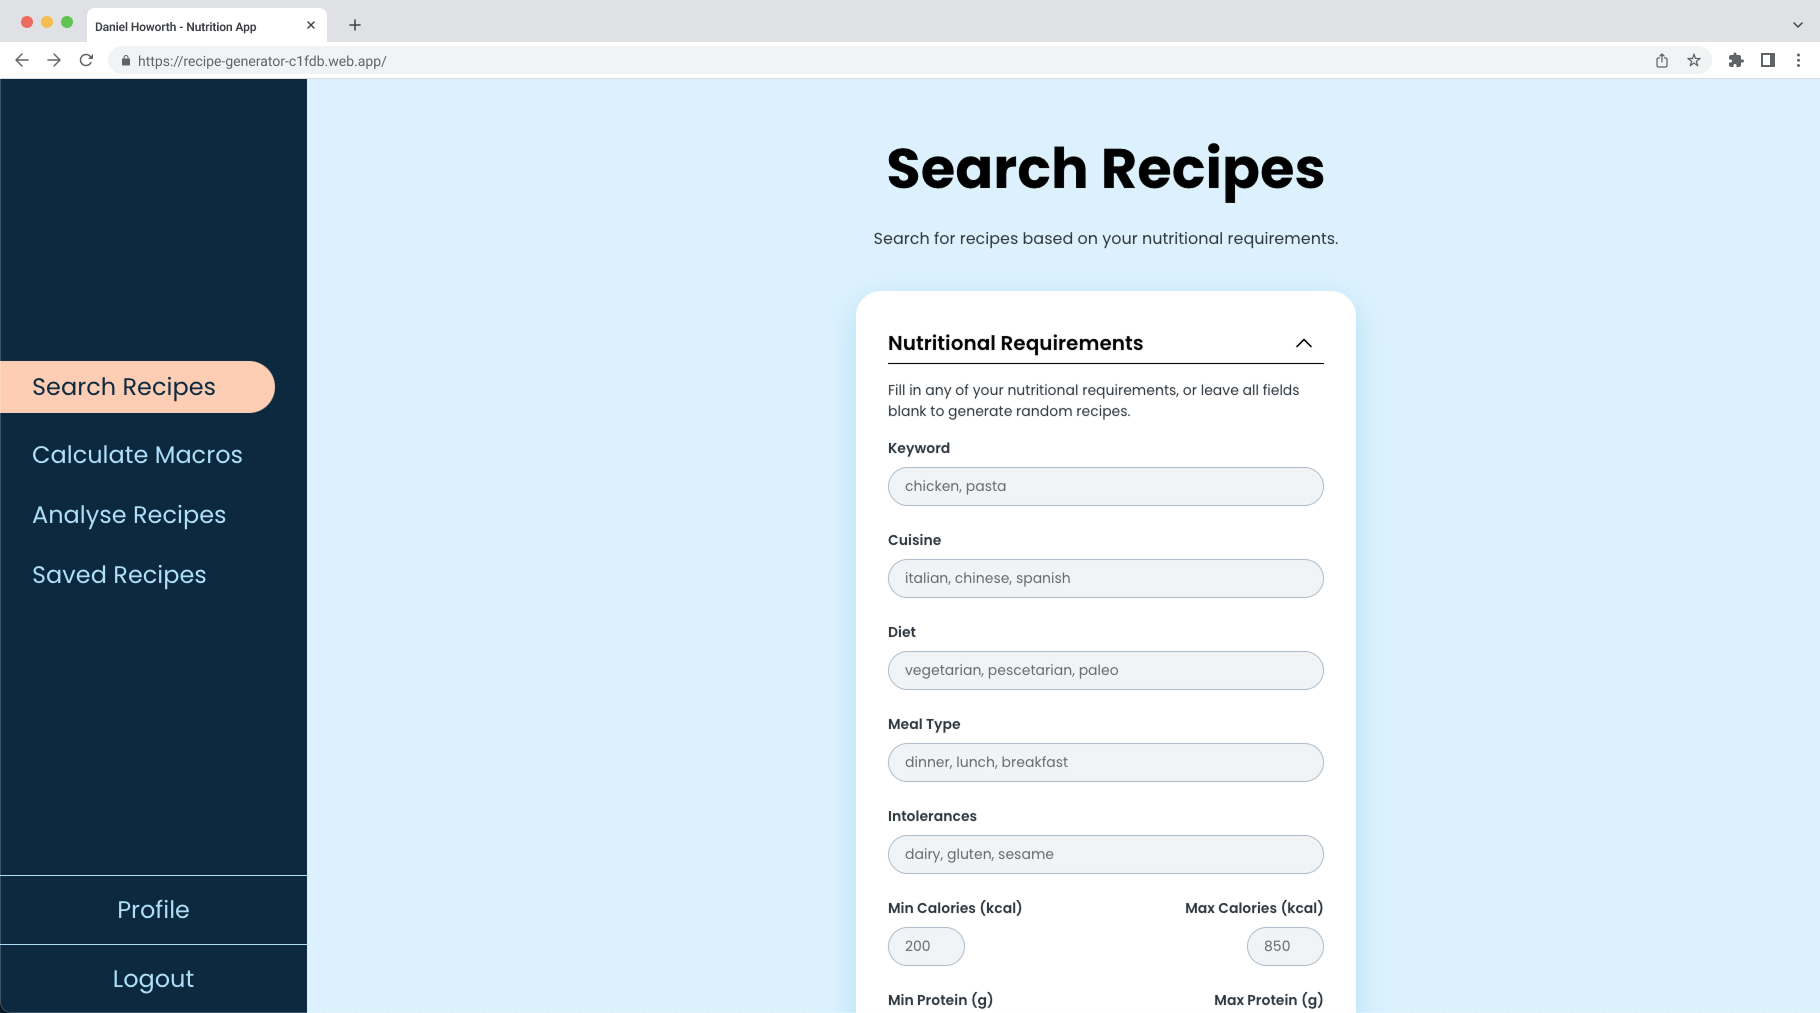 Daniel Howorth - Nutrition App
https://recipe-generator-c1fdb.web.app/
Search Recipes
Calculate Macros
Analyse Recipes
Saved Recipes
Profile
Logout
Search Recipes
Search for recipes based on your nutritional requirements.
Nutritional Requirements
Fill in any of your nutritional requirements, or leave all fields
blank to generate random recipes.
Keyword
chicken, pasta
Cuisine
italian, chinese, spanish
Diet
vegetarian, pescetarian, paleo
Meal Type
dinner, lunch, breakfast
Intolerances
dairy, gluten, sesame
Min Calories (kcal) Max Calories (kcal)
200 850
Min Protein (g) Max Protein (g)